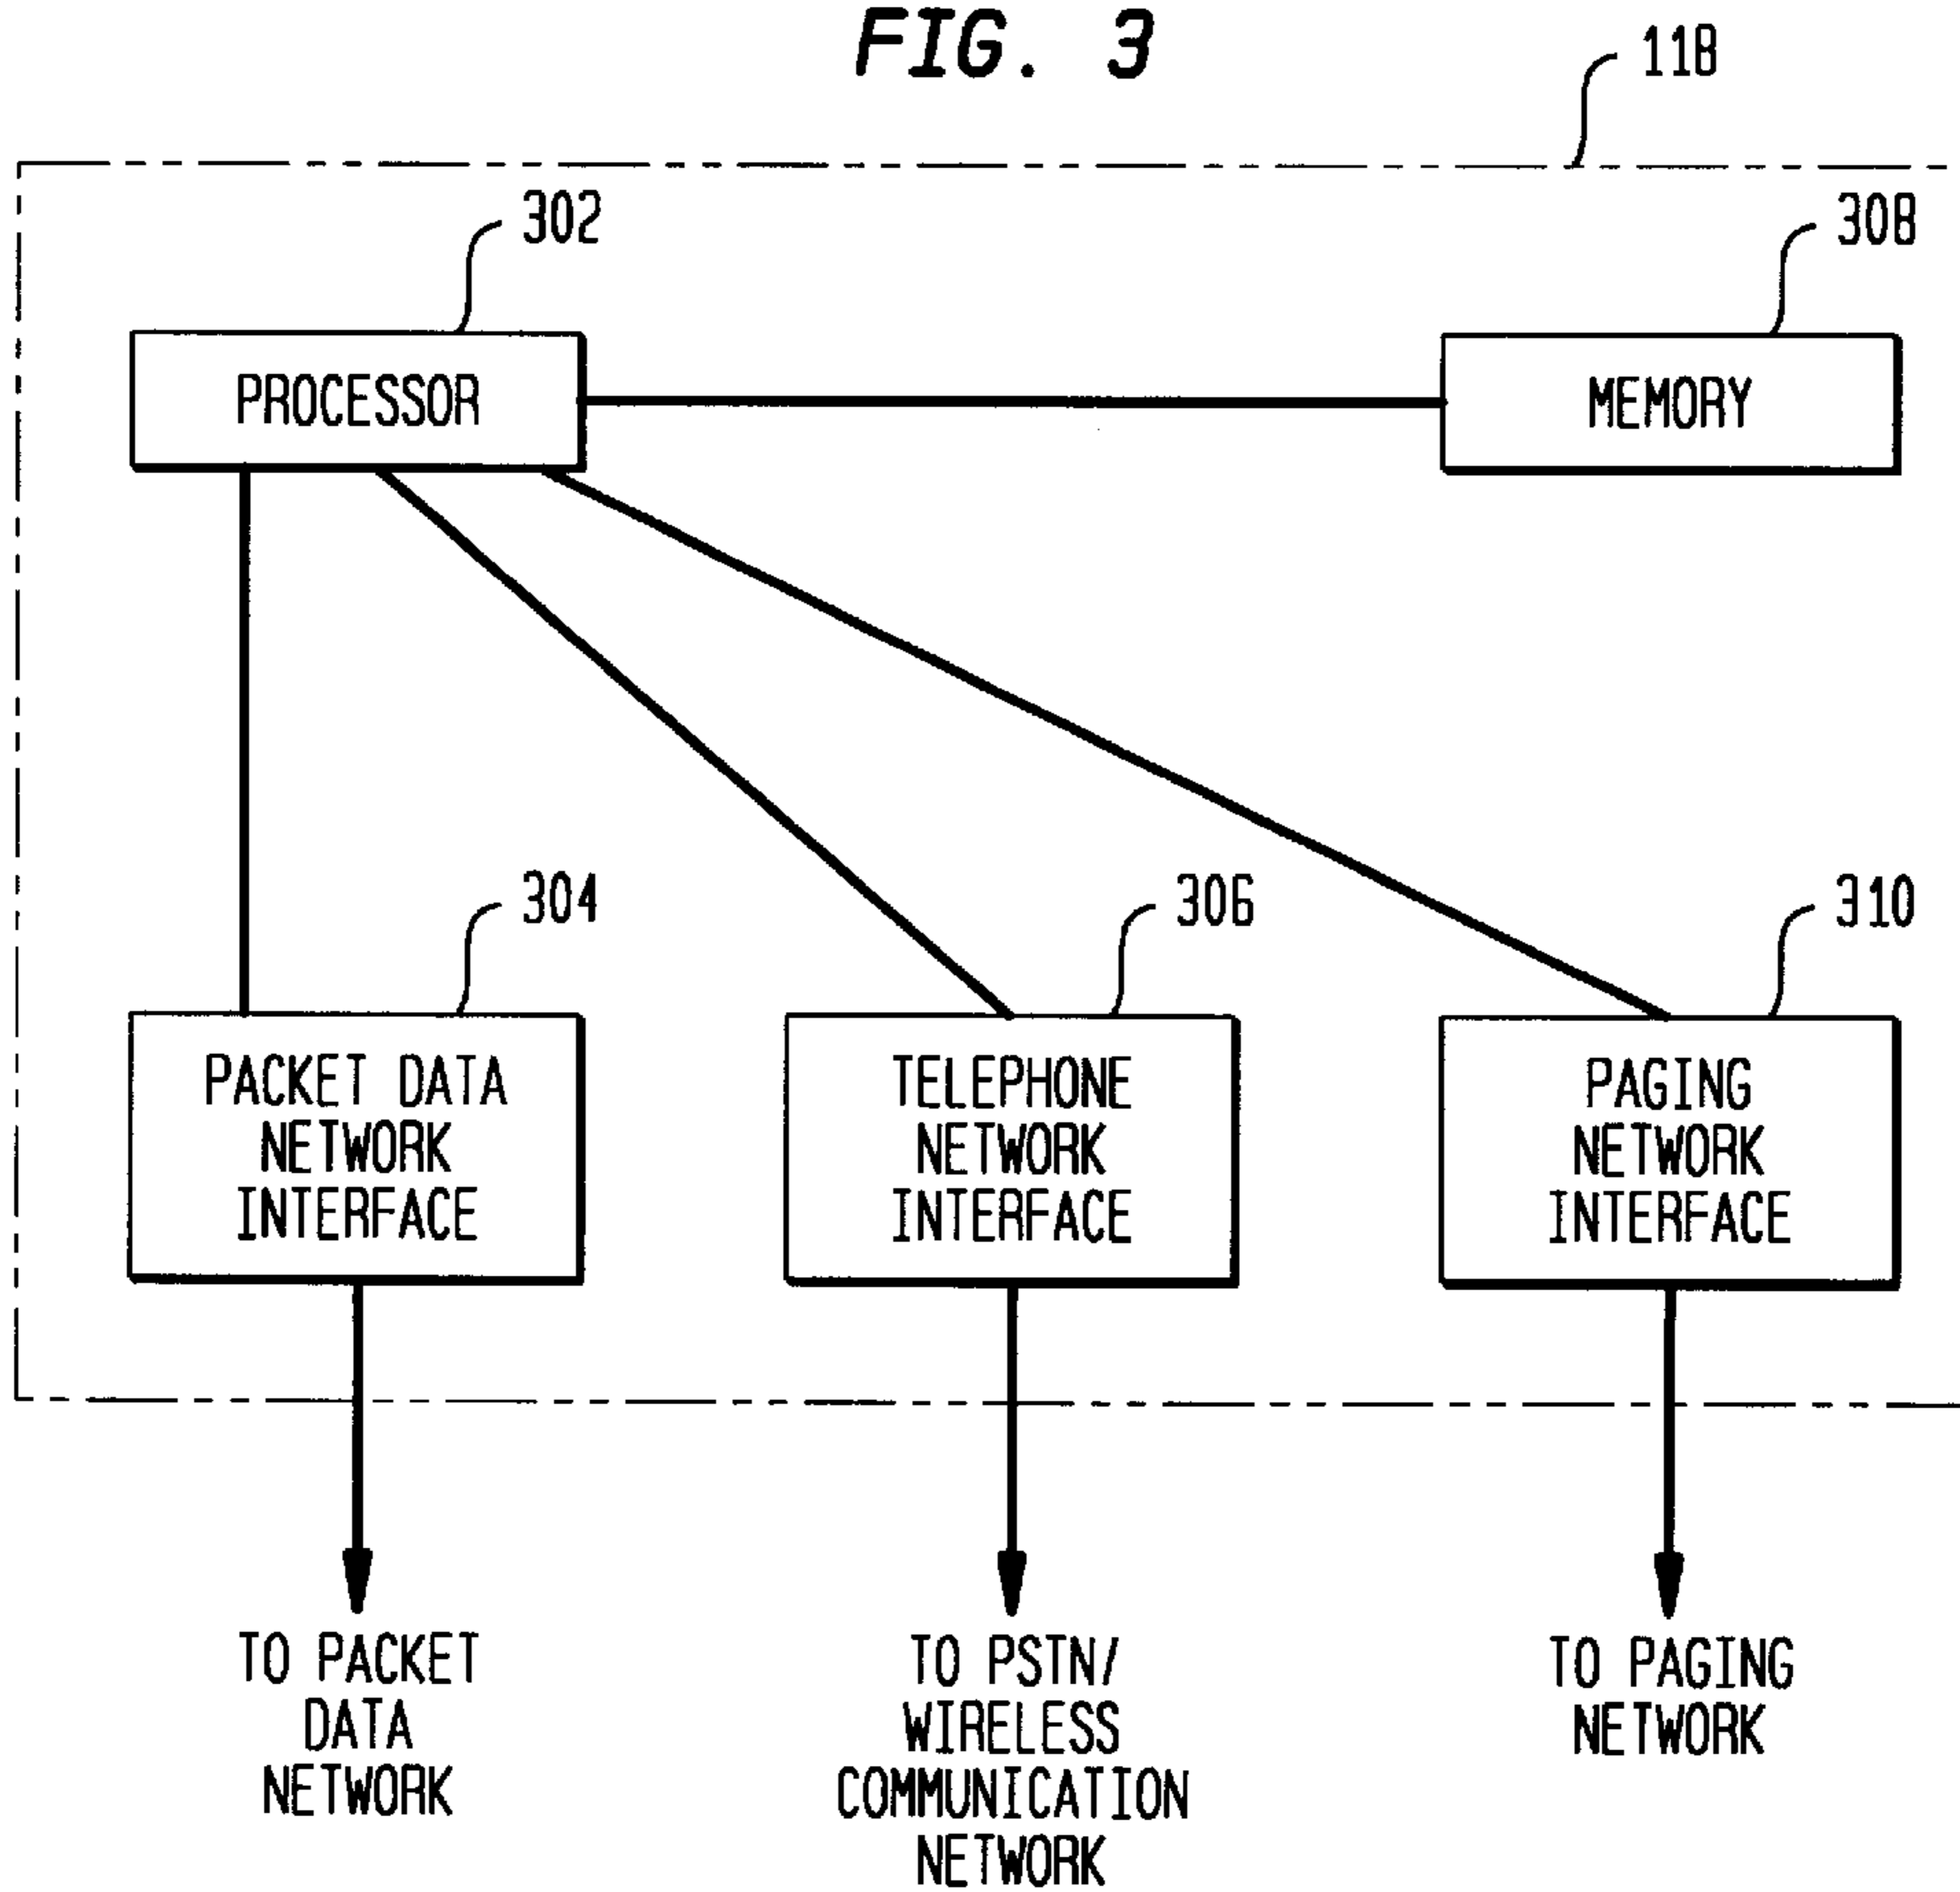 FIG. 3
118
302
308
PROCESSOR
MEMORY
304
306
310
PACKET DATA
NETWORK
INTERFACE
TELEPHONE
NETWORK
INTERFACE
PAGING
NETWORK
INTERFACE
TO PACKET
DATA
NETWORK
TO PSTN/
WIRELESS
COMMUNICATION
NETWORK
TO PAGING
NETWORK